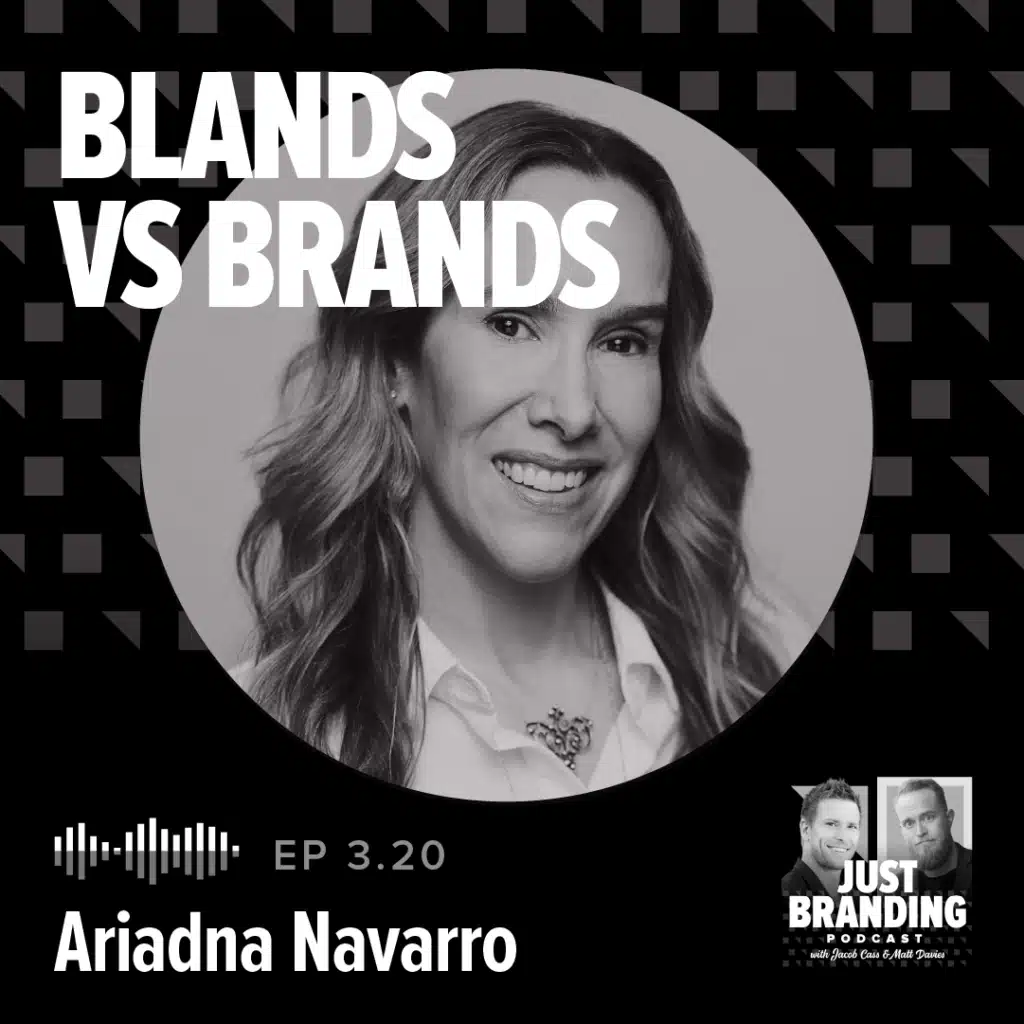 BLANDS
VS BRANDS
EP 3.20
Ariadna Navarro
JUST
BRANDING
PODCAST
with Jacob Cass & Matt Davies